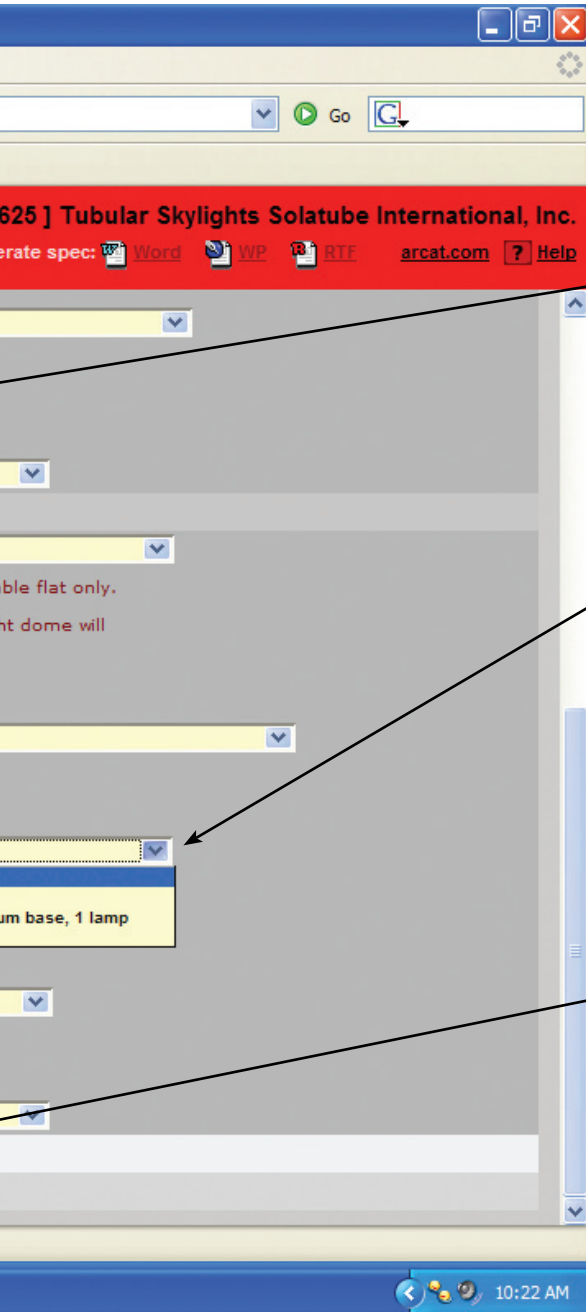 Go
625 ] Tubular Skylights Solatube International, Inc.
erate spec: Word WP RTF arcat.com ? Help
ble flat only.
nt dome will
um base, 1 lamp
10:22 AM